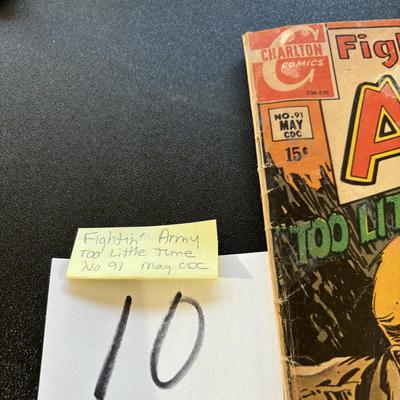 CHARLTON
COMICS
NO. 91
MAY
CDC
15¢
Figh
A
"TOO LIT
Fightin' Army
Too Little Time
No 91 May CDC
10